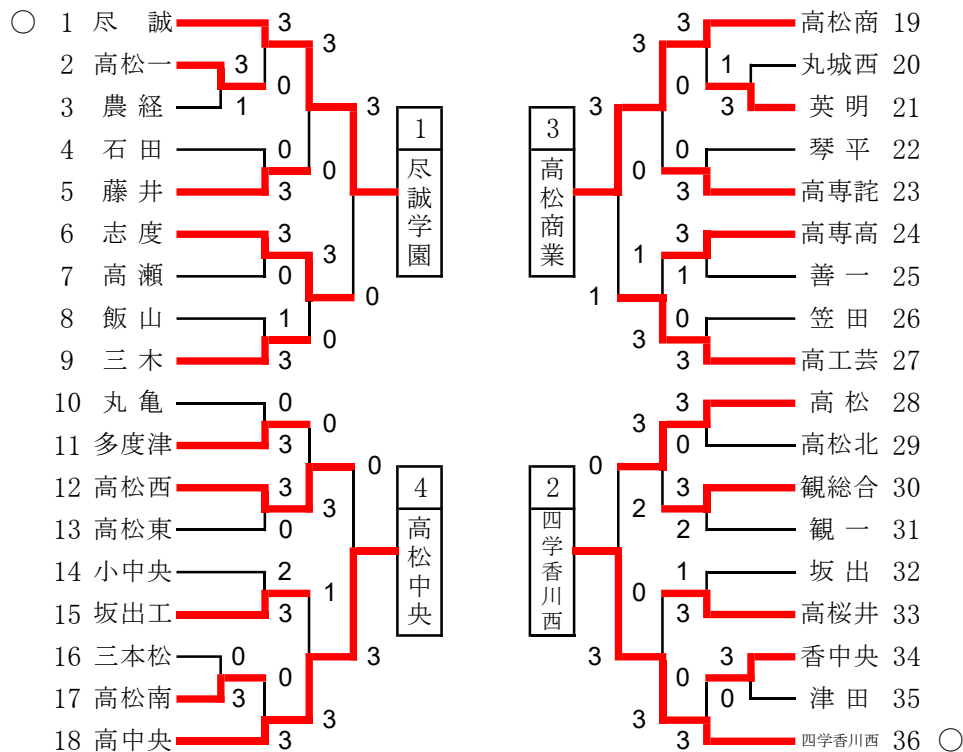 ○ 1 尽 誠 3 3 高松商 19
3 3
2 高松一 3 1 丸城西 20
0 0
3 農 経 1 3 3 3 英 明 21
1 3
4 石 田 0 0 琴 平 22
尽誠学園 高松商業
0 0
5 藤 井 3 3 高専詫 23
6 志 度 3 3 高専高 24
3 1
7 高 瀬 0 1 善 一 25
0 1
8 飯 山 1 0 笠 田 26
0 3
9 三 木 3 3 高工芸 27
10 丸 亀 0 3 高 松 28
0 3
11 多度津 3 0 高松北 29
0 0
12 高松西 3 4 2 3 観総合 30
3 2
13 高松東 0 2 観 一 31
高松中央 四学香川西
14 小中央 2 1 坂 出 32
1 0
15 坂出工 3 3 高桜井 33
16 三本松 0 3 3 3 香中央 34
0 0
17 高松南 3 0 津 田 35
3 3
18 高中央 3 3 四学香川西 36 ○